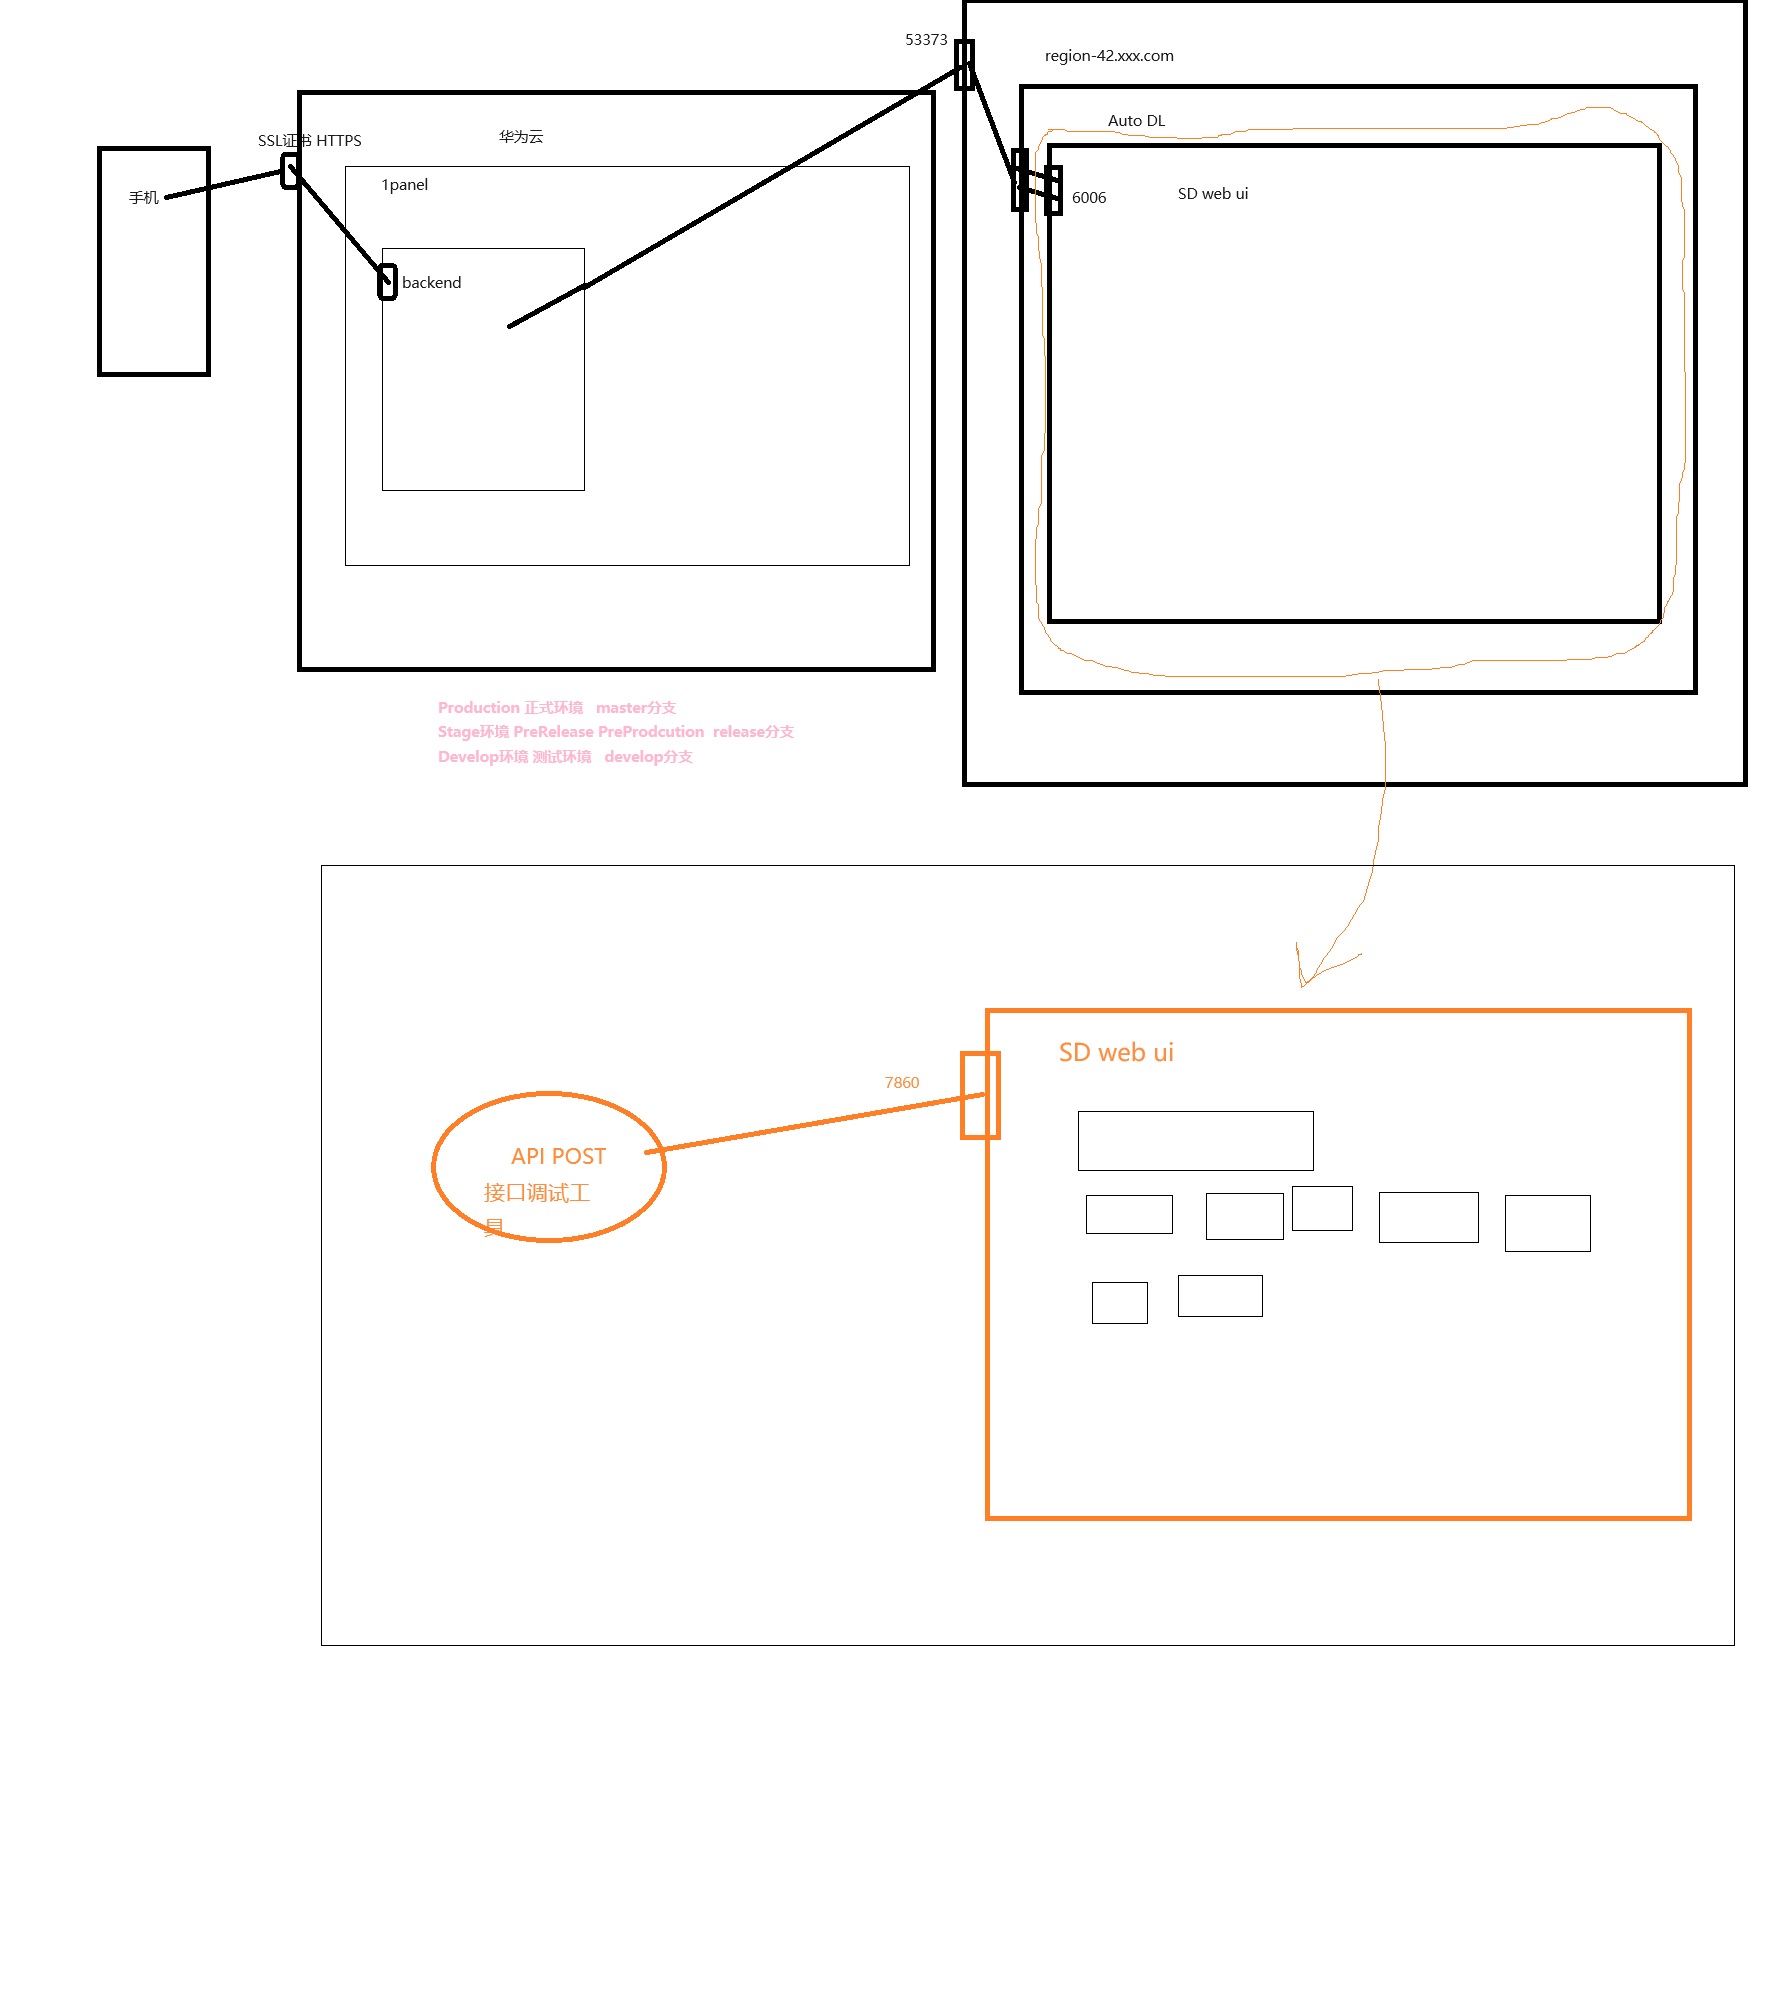 53373
region-42.xxx.com
Auto DL
SSL证书 HTTPS
华为云
1panel
手机
6006
SD web ui
backend
Production 正式环境 master分支
Stage环境 PreRelease PreProdcution release分支
Develop环境 测试环境 develop分支
SD web ui
7860
API POST
接口调试工
具